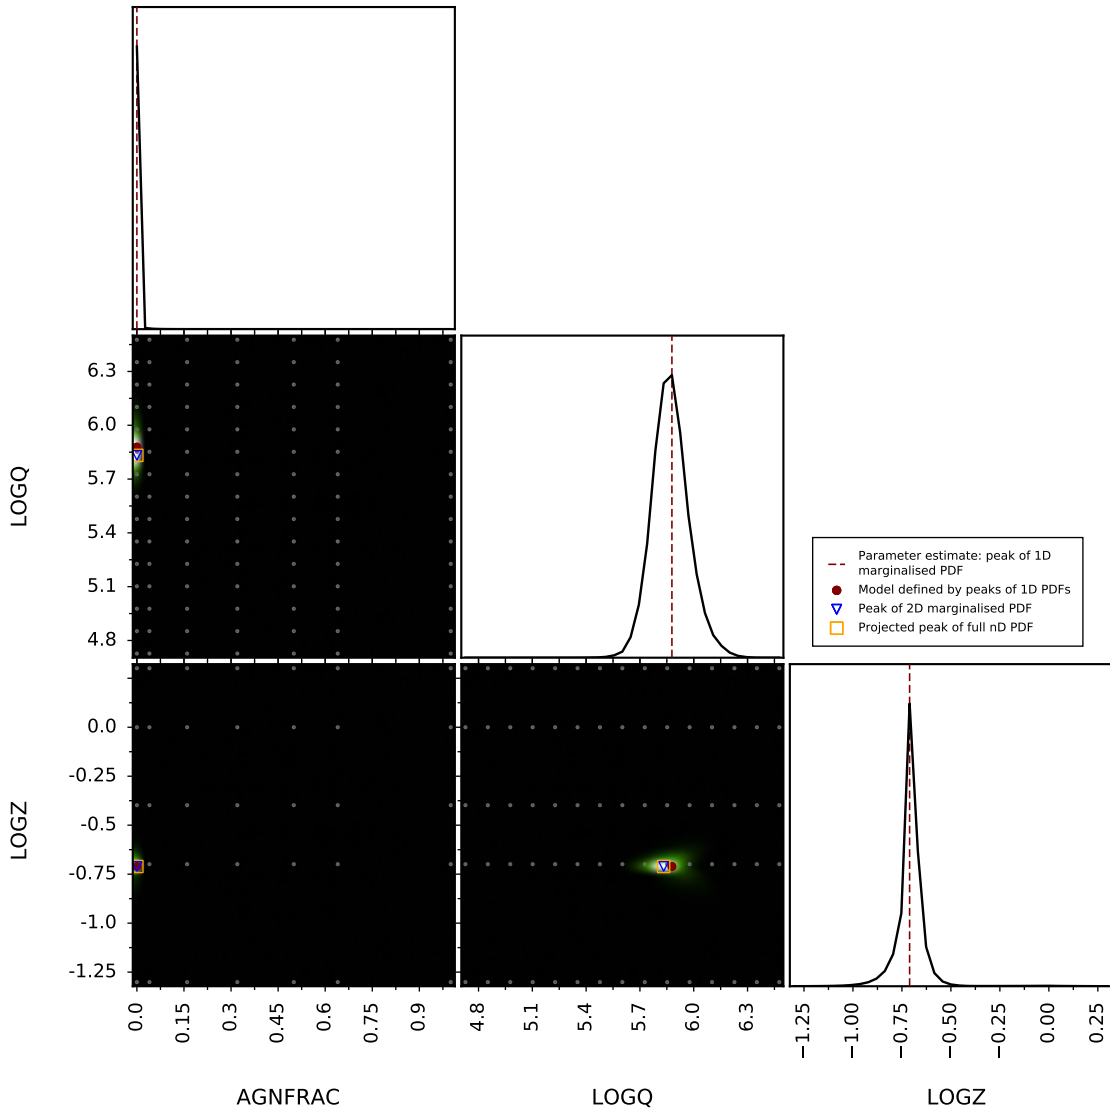 6.3
6.0
5.7
5.4
5.1
4.8
LOGQ
Parameter estimate: peak of 1D
marginalised PDF
Model defined by peaks of 1D PDFs
Peak of 2D marginalised PDF
Projected peak of full nD PDF
0.0
-0.25
-0.5
-0.75
-1.0
-1.25
LOGZ
0.0 0.15 0.3 0.45 0.6 0.75 0.9
4.8 5.1 5.4 5.7 6.0 6.3
−1.25 −1.00 −0.75 −0.50 −0.25 0.00 0.25
AGNFRAC LOGQ LOGZ